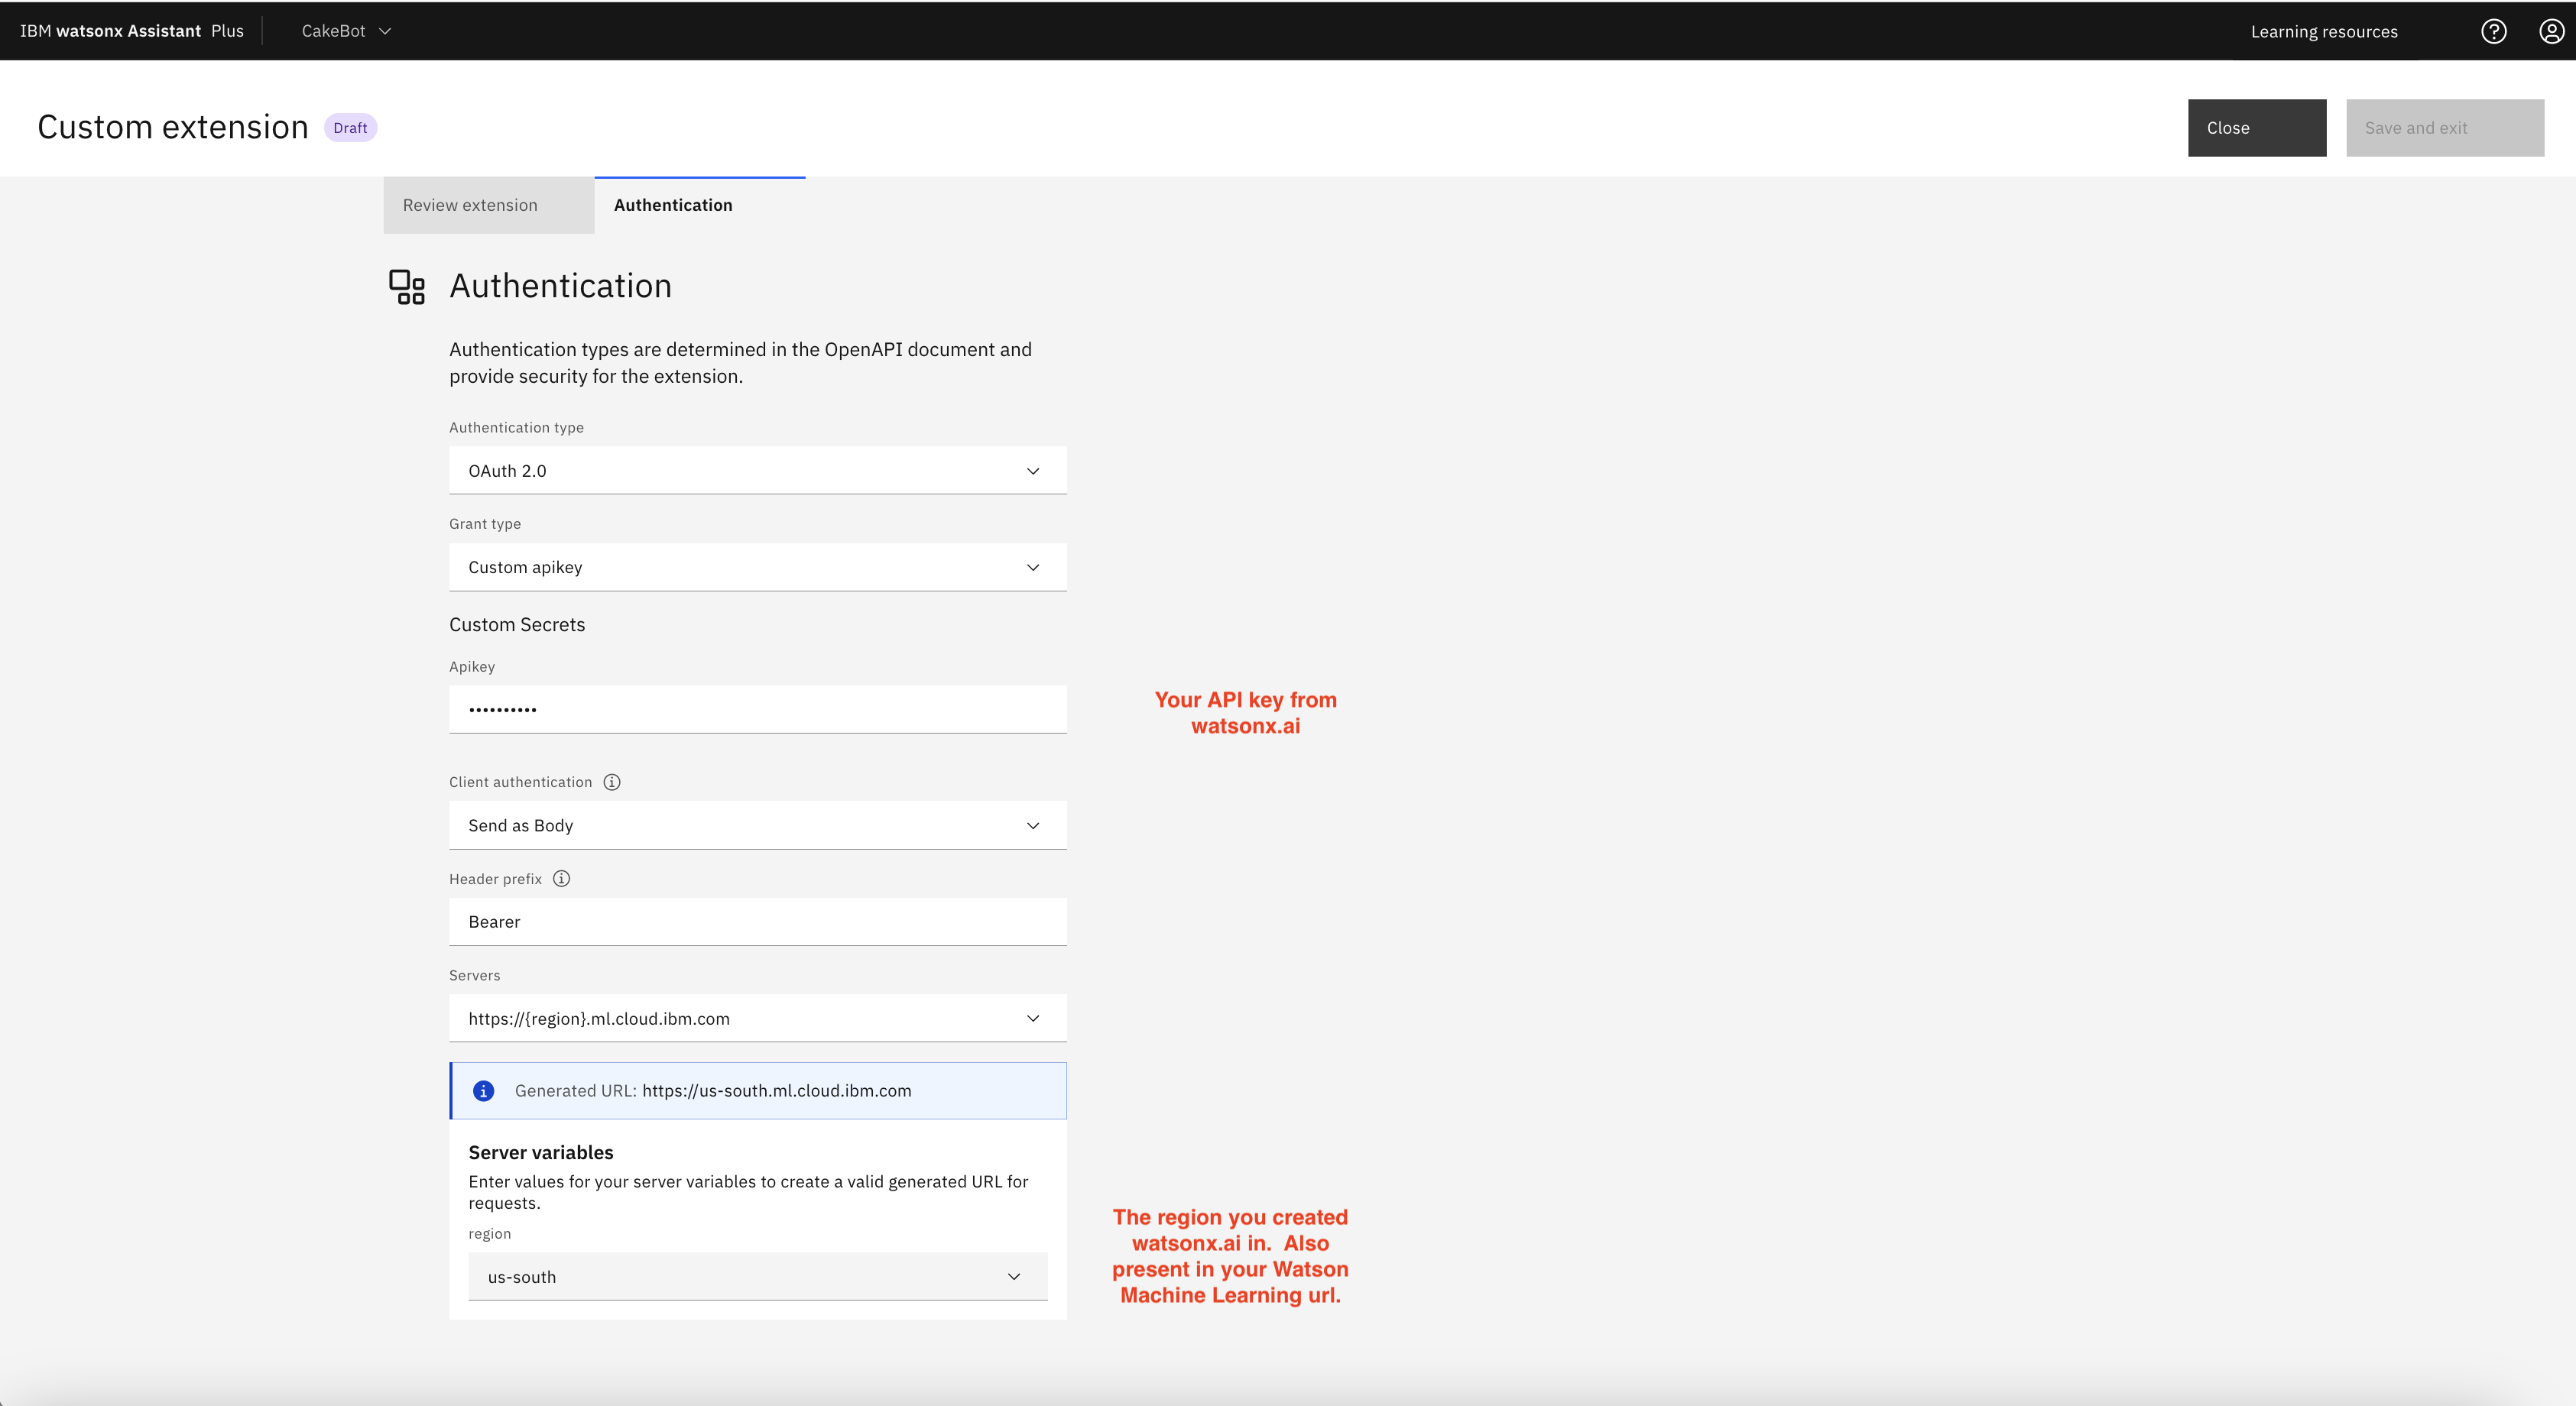 IBM watsonx Assistant Plus
CakeBot
Learning resources
Custom extension
Draft
Close
Save and exit
Review extension
Authentication
Authentication
Authentication types are determined in the OpenAPI document and
provide security for the extension.
Authentication type
OAuth 2.0
Grant type
Custom apikey
Custom Secrets
Apikey
••••••••••
Your API key from
watsonx.ai
Client authentication
Send as Body
Header prefix
Bearer
Servers
https://{region}.ml.cloud.ibm.com
Generated URL: https://us-south.ml.cloud.ibm.com
Server variables
Enter values for your server variables to create a valid generated URL for
requests.
region
us-south
The region you created
watsonx.ai in.  Also
present in your Watson
Machine Learning url.